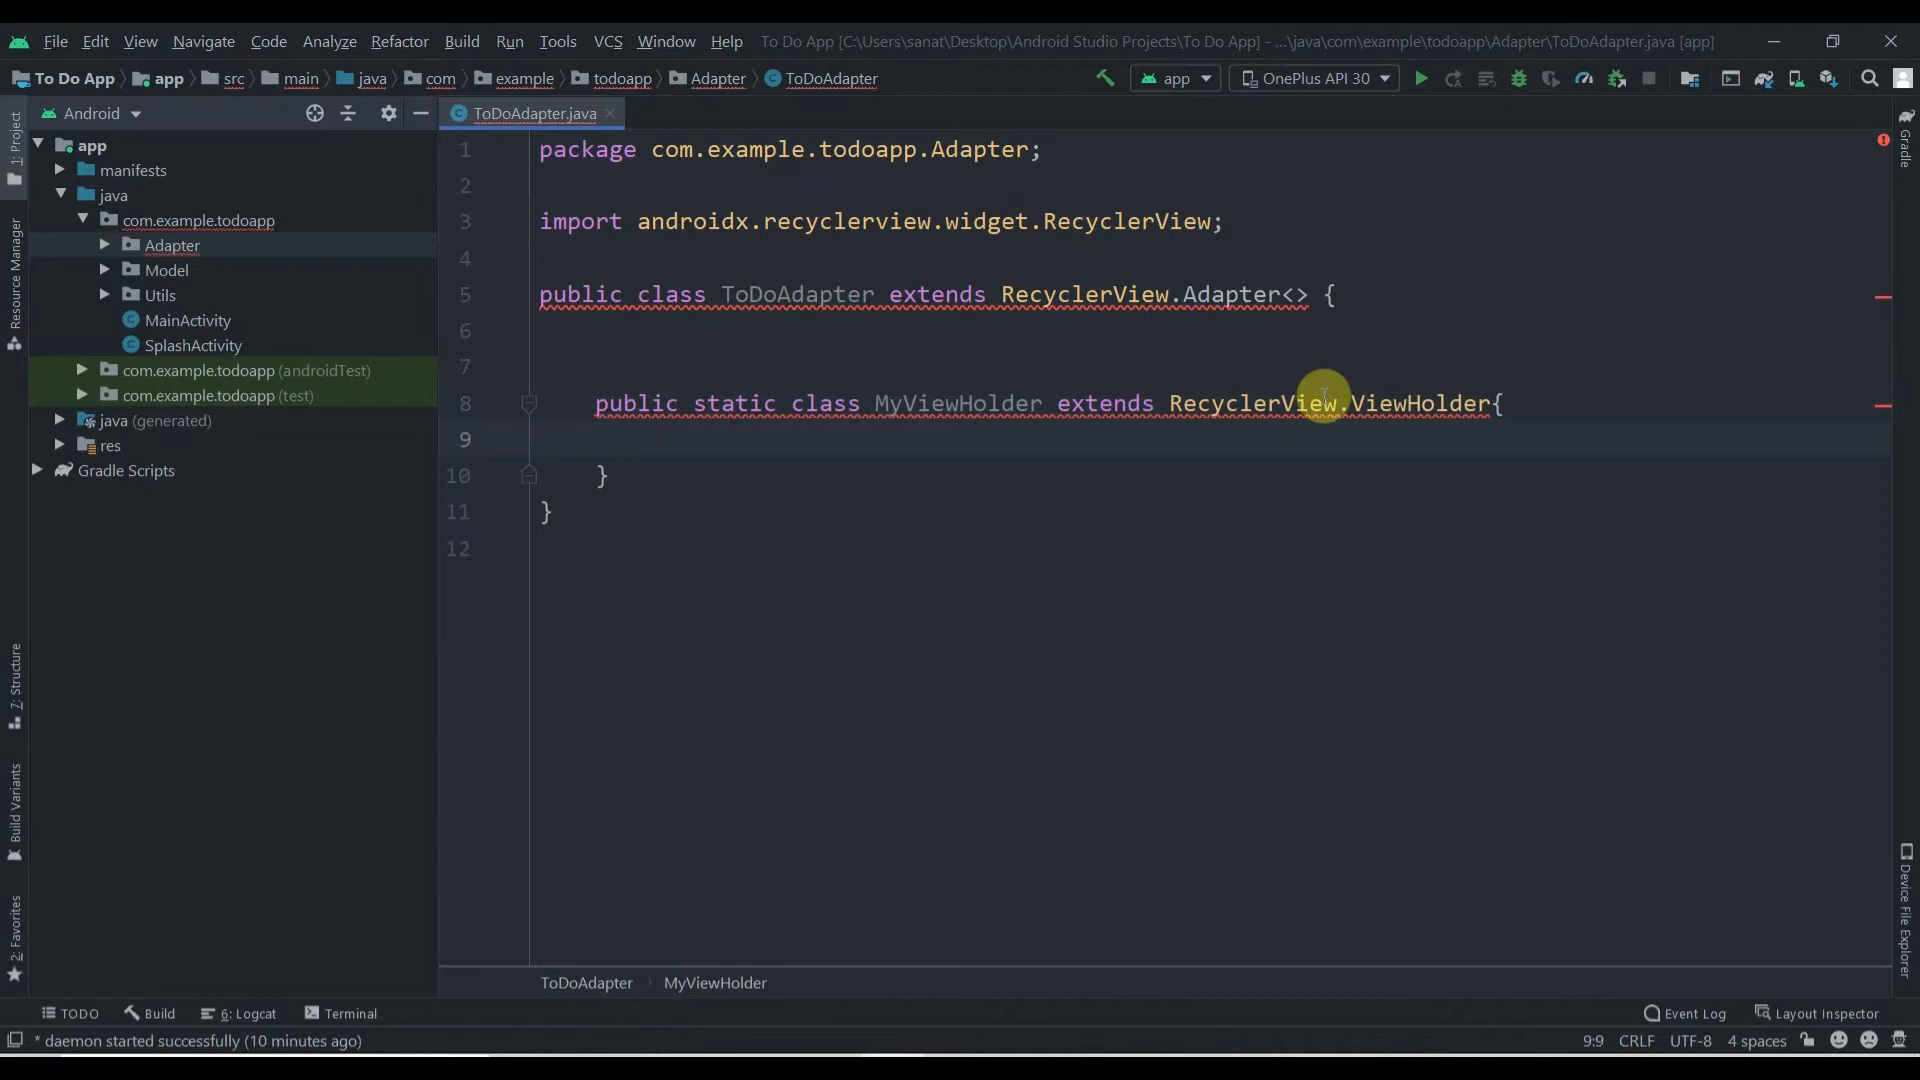 File Edit View Navigate Code Analyze Refactor Build Run Tools VCS Window Help To Do App [C:\Users\sanat\Desktop\Android Studio Projects\To Do App] - ...\java\com\example\todoapp\Adapter\ToDoAdapter.java [app]
To Do App app src main java com example todoapp Adapter ToDoAdapter app OnePlus API 30
Android
ToDoAdapter.java
app
manifests
java
com.example.todoapp
Adapter
Model
Utils
MainActivity
SplashActivity
com.example.todoapp (androidTest)
com.example.todoapp (test)
java (generated)
res
Gradle Scripts
1 package com.example.todoapp.Adapter;
2
3 import androidx.recyclerview.widget.RecyclerView;
4
5 public class ToDoAdapter extends RecyclerView.Adapter<> {
6
7
8 public static class MyViewHolder extends RecyclerView.ViewHolder{
9
10 }
11 }
12
ToDoAdapter MyViewHolder
1: Project
Resource Manager
7: Structure
Build Variants
2: Favorites
Gradle
Device File Explorer
TODO Build 6: Logcat Terminal Event Log Layout Inspector
* daemon started successfully (10 minutes ago) 9:9 CRLF UTF-8 4 spaces